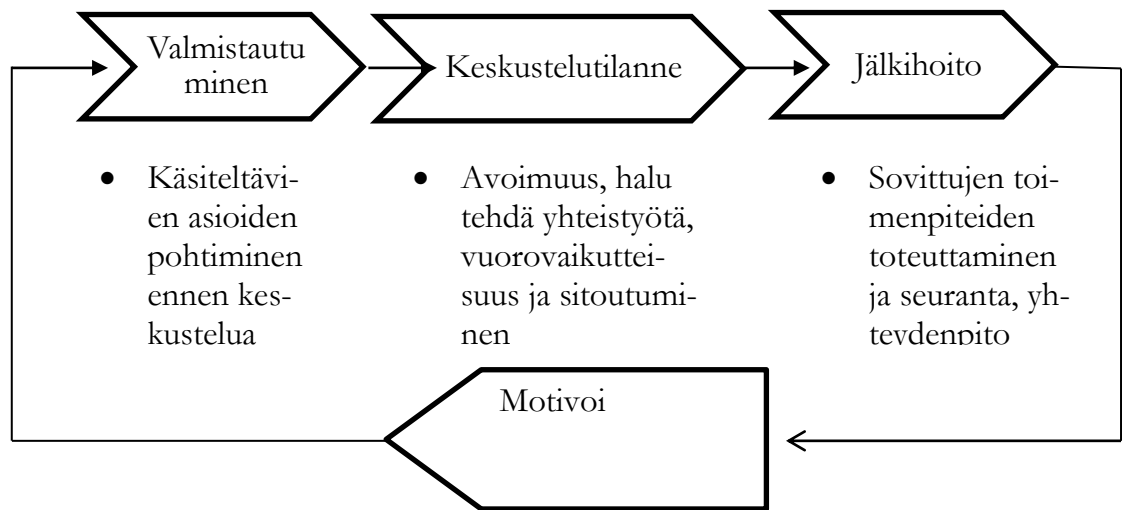 Valmistautu
minen
Keskustelutilanne
Jälkihoito
• Käsiteltävi-
en asioiden
pohtiminen
ennen kes-
kustelua
• Avoimuus, halu
tehdä yhteistyötä,
vuorovaikuttei-
suus ja sitoutumi-
nen
• Sovittujen toi-
menpiteiden
toteuttaminen
ja seuranta, yh-
teydenpito
Motivoi